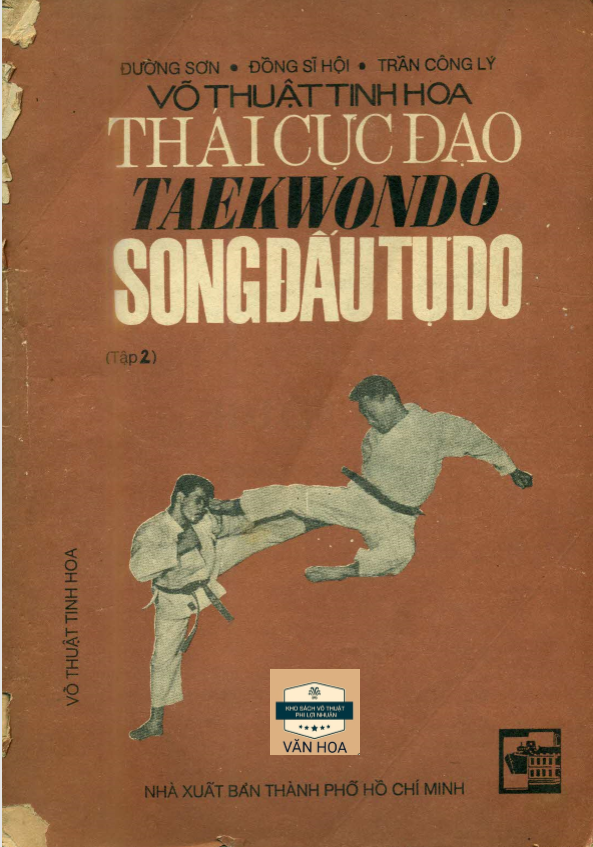 ĐƯỜNG SƠN • ĐỒNG SĨ HỘI • TRẦN CÔNG LÝ
VÕ THUẬT TINH HOA
THÁI CỰC ĐẠO
TAEKWONDO
SONG ĐẤU TỰ DO
(Tập 2)
VÕ THUẬT TINH HOA
KHO SÁCH VÕ THUẬT
PHI LỢI NHUẬN
VĂN HOA
NHÀ XUẤT BẢN THÀNH PHỐ HỒ CHÍ MINH